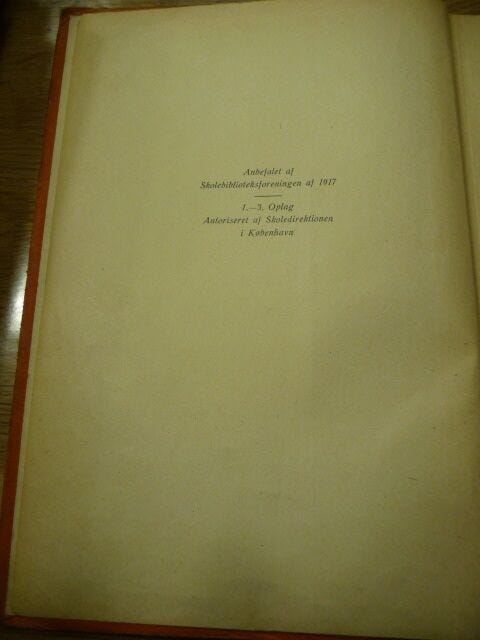 Anbefalet af
Skolebiblioteksforeningen af 1917
1.—3. Oplag
Autoriseret af Skoledirektionen
i København